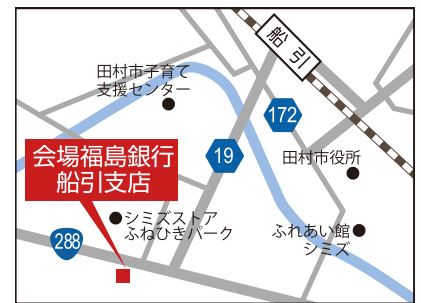 船引
田村市子育て
支援センター
172
19
田村市役所
会場福島銀行
船引支店
シミズストア
ふねひきパーク
ふれあい館
シミズ
288